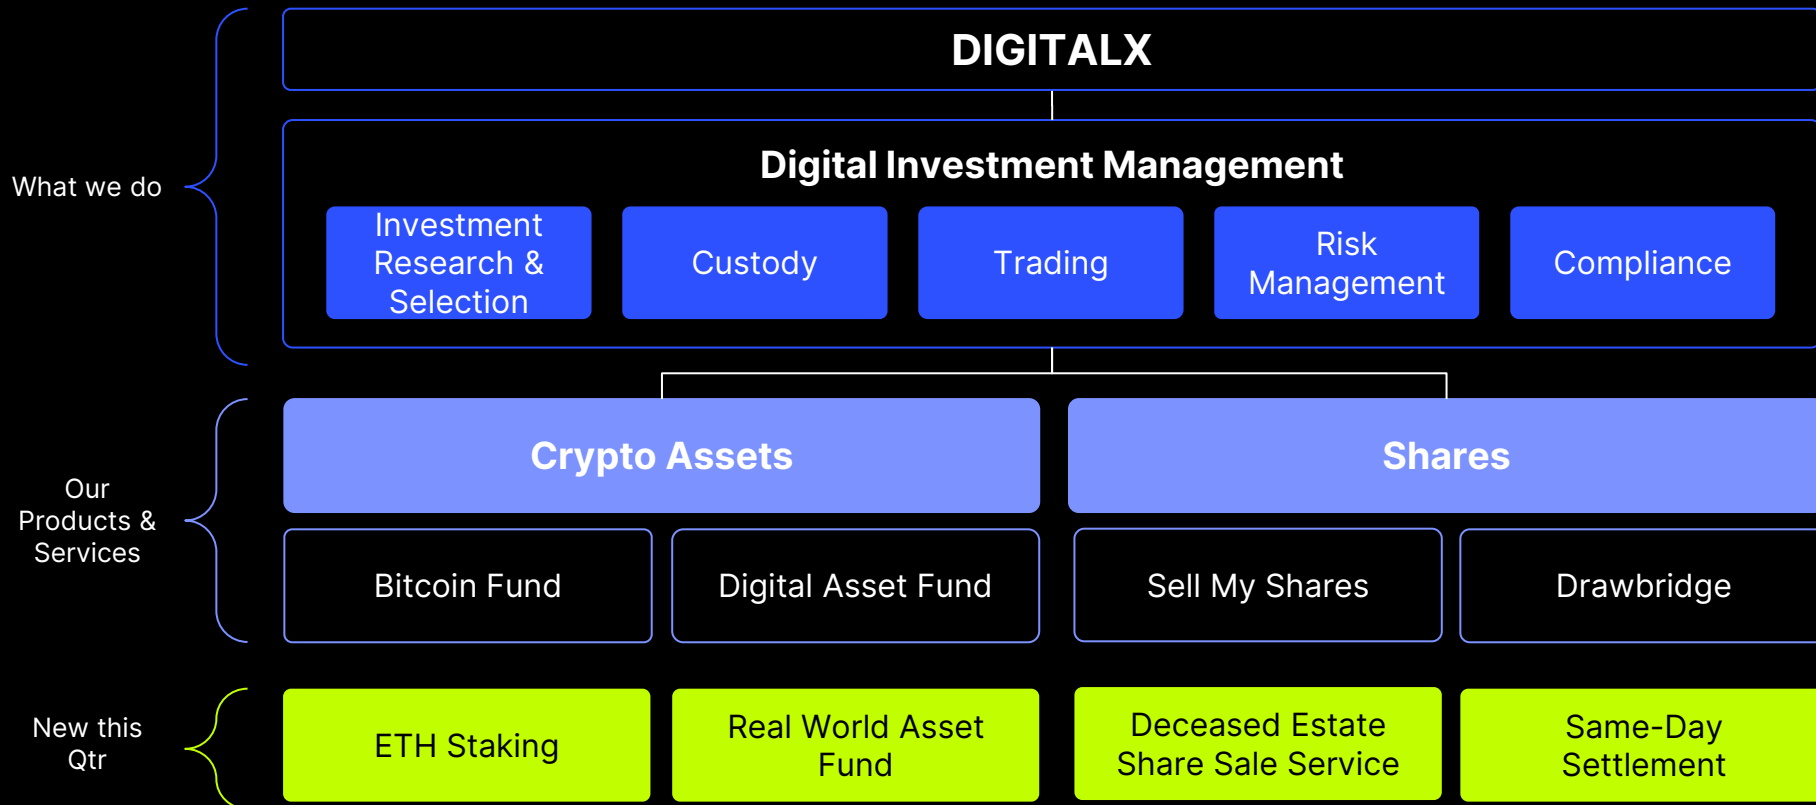 DIGITALX
What we do
Digital Investment Management
Investment
Research &
Selection
Custody
Trading
Risk
Management
Compliance
Our
Products &
Services
Crypto Assets
Shares
Bitcoin Fund
Digital Asset Fund
Sell My Shares
Drawbridge
New this
Qtr
ETH Staking
Real World Asset
Fund
Deceased Estate
Share Sale Service
Same-Day
Settlement